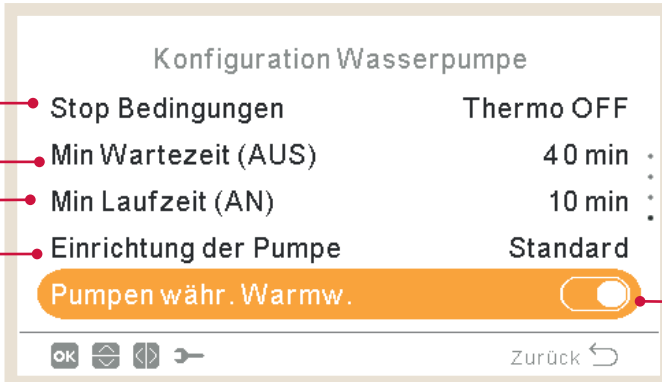 Konfiguration Wasserpumpe
Stop Bedingungen Thermo OFF
Min Wartezeit (AUS) 40 min
Min Laufzeit (AN) 10 min
Einrichtung der Pumpe Standard
Pumpen währ. Warmw.
OK Zurück